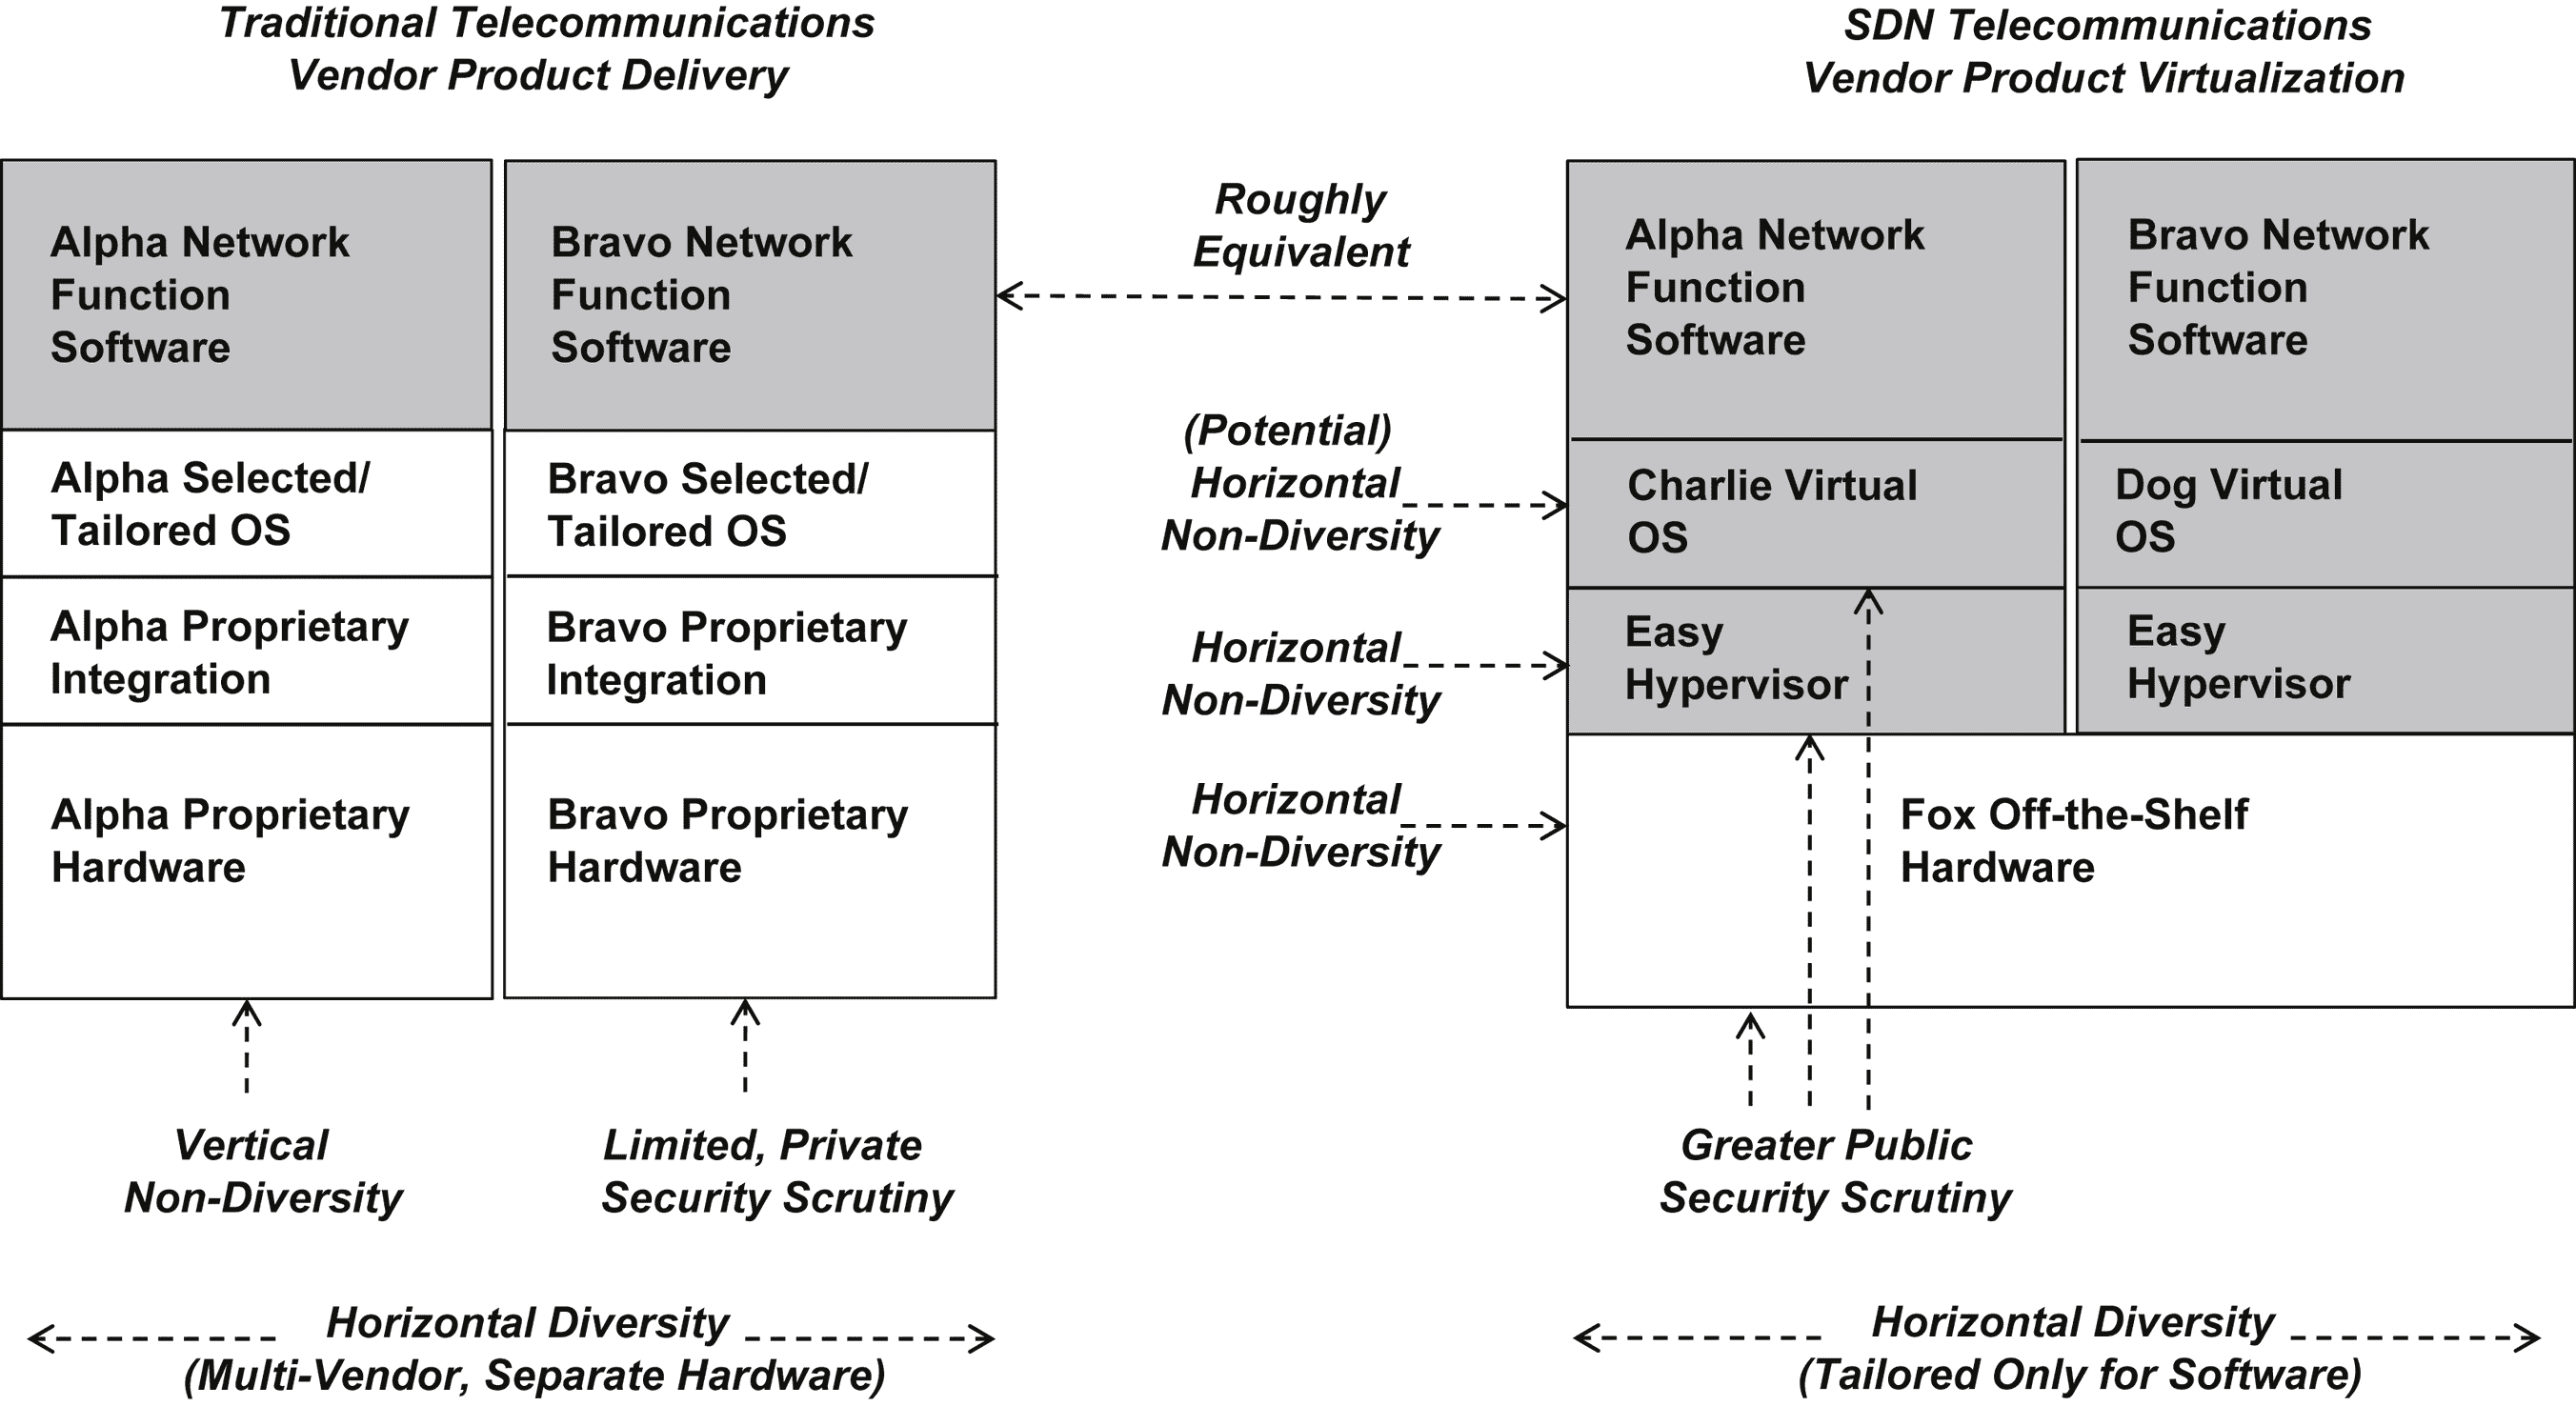 Traditional Telecommunications
Vendor Product Delivery
SDN Telecommunications
Vendor Product Virtualization
Alpha Network
Function
Software
Bravo Network
Function
Software
Roughly
Equivalent
Alpha Network
Function
Software
Bravo Network
Function
Software
Alpha Selected/
Tailored OS
Bravo Selected/
Tailored OS
(Potential)
Horizontal
Non-Diversity
Charlie Virtual
OS
Dog Virtual
OS
Alpha Proprietary
Integration
Bravo Proprietary
Integration
Horizontal
Non-Diversity
Easy
Hypervisor
Easy
Hypervisor
Alpha Proprietary
Hardware
Bravo Proprietary
Hardware
Horizontal
Non-Diversity
Fox Off-the-Shelf
Hardware
Vertical
Non-Diversity
Limited, Private
Security Scrutiny
Greater Public
Security Scrutiny
Horizontal Diversity
(Multi-Vendor, Separate Hardware)
Horizontal Diversity
(Tailored Only for Software)